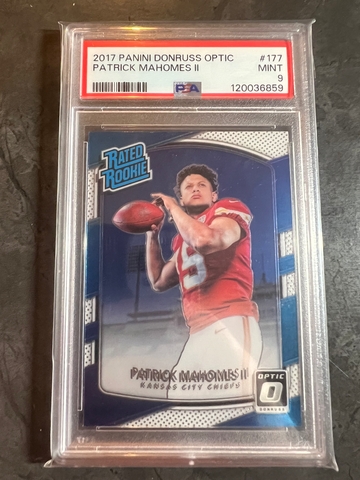 2017 PANINI DONRUSS OPTIC #177
PATRICK MAHOMES II MINT
9
PSA 120036859
RATED
ROOKIE
15
PATRICK MAHOMES II
KANSAS CITY CHIEFS
OPTIC
DONRUSS